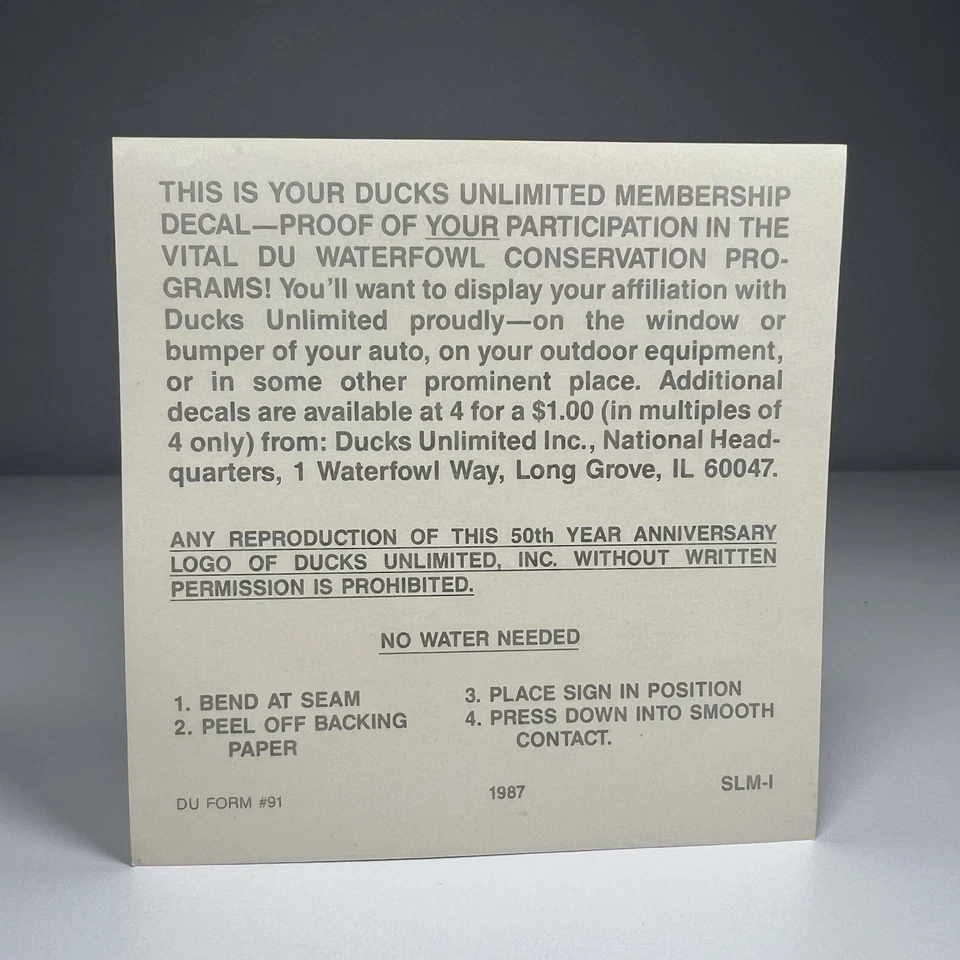 THIS IS YOUR DUCKS UNLIMITED MEMBERSHIP
DECAL—PROOF OF YOUR PARTICIPATION IN THE
VITAL DU WATERFOWL CONSERVATION PRO-
GRAMS! You'll want to display your affiliation with
Ducks Unlimited proudly—on the window or
bumper of your auto, on your outdoor equipment,
or in some other prominent place. Additional
decals are available at 4 for a $1.00 (in multiples of
4 only) from: Ducks Unlimited Inc., National Head-
quarters, 1 Waterfowl Way, Long Grove, IL 60047.
ANY REPRODUCTION OF THIS 50th YEAR ANNIVERSARY
LOGO OF DUCKS UNLIMITED, INC. WITHOUT WRITTEN
PERMISSION IS PROHIBITED.
NO WATER NEEDED
1. BEND AT SEAM
2. PEEL OFF BACKING
PAPER
3. PLACE SIGN IN POSITION
4. PRESS DOWN INTO SMOOTH
CONTACT.
DU FORM #91
1987
SLM-I